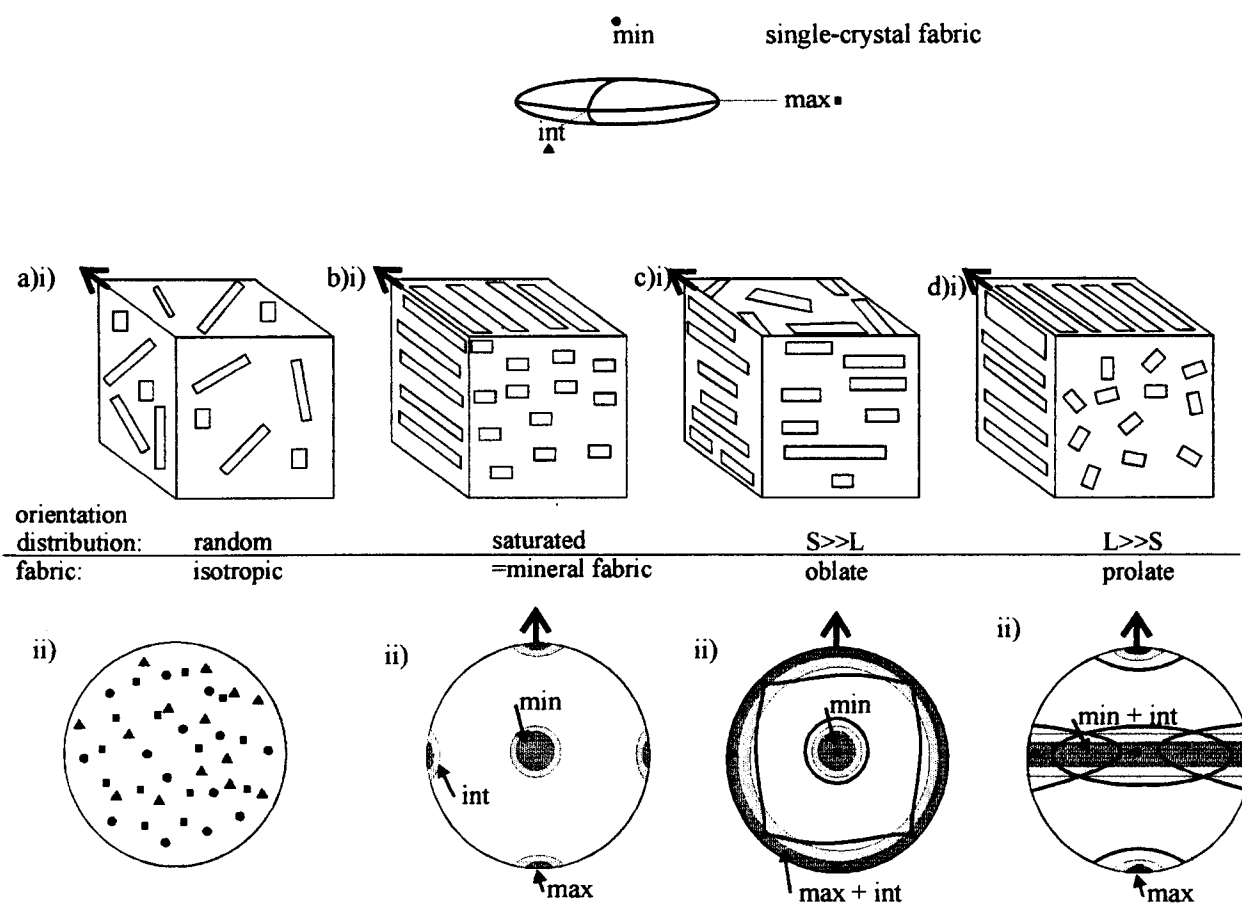 min single-crystal fabric
max
int
a)i) b)i) c)i) d)i)
orientation
distribution: random saturated S>>L L>>S
fabric: isotropic =mineral fabric oblate prolate
ii) ii) ii) ii)
min min min + int
int
max max + int max